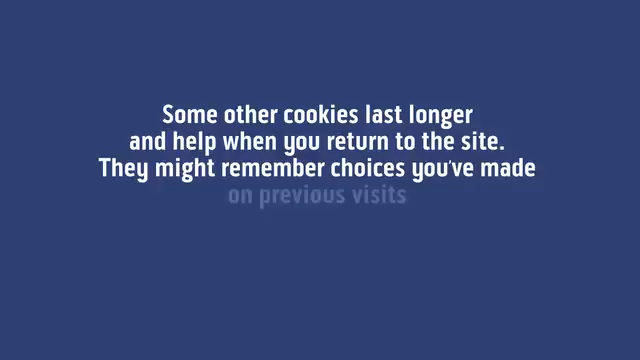 Some other cookies last longer
and help when you return to the site.
They might remember choices you've made
on previous visits